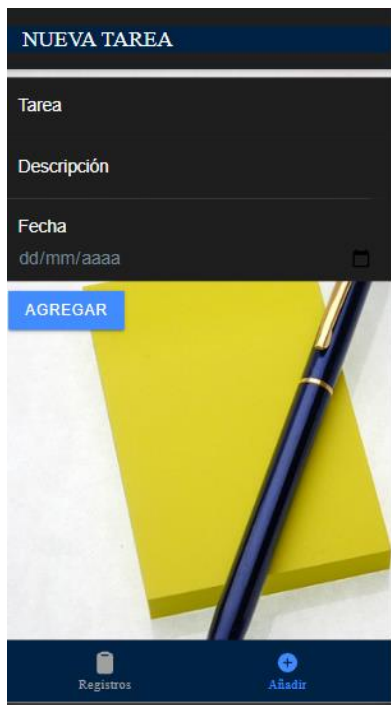 NUEVA TAREA
Tarea
Descripción
Fecha
dd/mm/aaaa
AGREGAR
Registros
Añadir